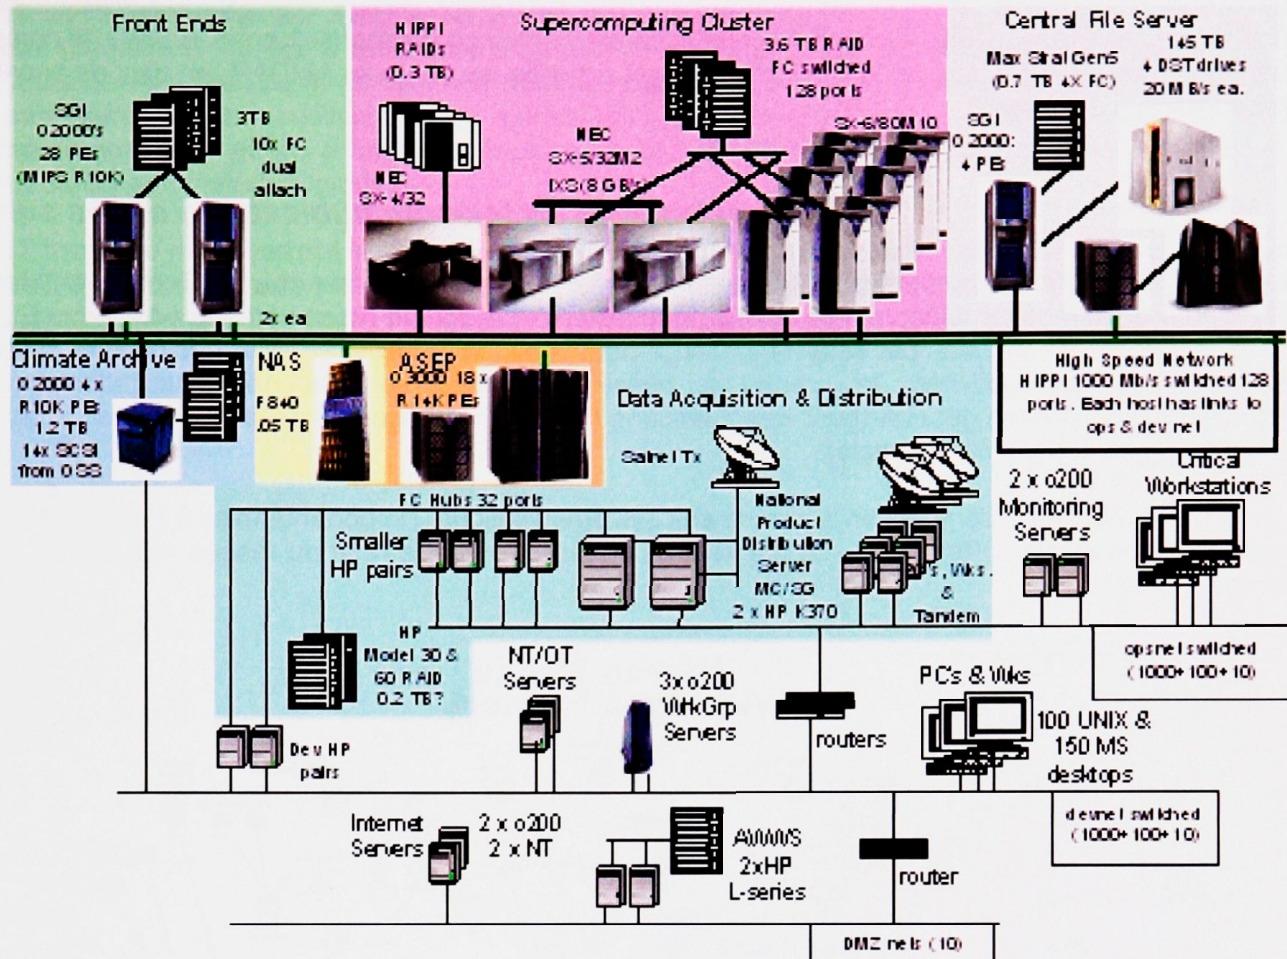 Front Ends
SGI
O.2000's
28 PEs
(MIPS R10K)
3TB
10x FC
dual
attach
2x ea
Supercomputing Cluster
HIPPI
RAIDs
(0.3 TB)
3.6 TB RAID
FC switched
128 ports
NEC
SX-4/32
NEC
SX-5/32M2
IXS (8 GB/s)
SX-6/80M10
Central File Server
Max Strat Gen5
(0.7 TB 4X FC)
145 TB
4 DST drives
20 MB/s ea.
SGI
O.2000:
4 PEs
Climate Archive
O.2000 4 x
R10K PEs
1.2 TB
14x SCSI
from OSS
NAS
F840
.05 TB
ASEP
O.3000 18 x
R14K PEs
Data Acquisition & Distribution
High Speed Network
HIPPI 1000 Mb/s switched 128
ports. Each host has links to
ops & dev net
Satnet Tx
FC Hubs 32 ports
Smaller
HP pairs
National
Product
Distribution
Server
MC/SG
2 x HP K370
, Wks.
&
Tandem
2 x o200
Monitoring
Servers
Critical
Workstations
HP
Model 30 &
60 RAID
0.2 TB?
opsnet switched
(1000+100+10)
NT/OT
Servers
3x o200
WrkGrp
Servers
routers
PC's & Wks
100 UNIX &
150 MS
desktops
Dev HP
pairs
devnet switched
(1000+100+10)
Internet
Servers
2 x o200
2 x NT
AWWS
2xHP
L-series
router
DMZ nets (10)